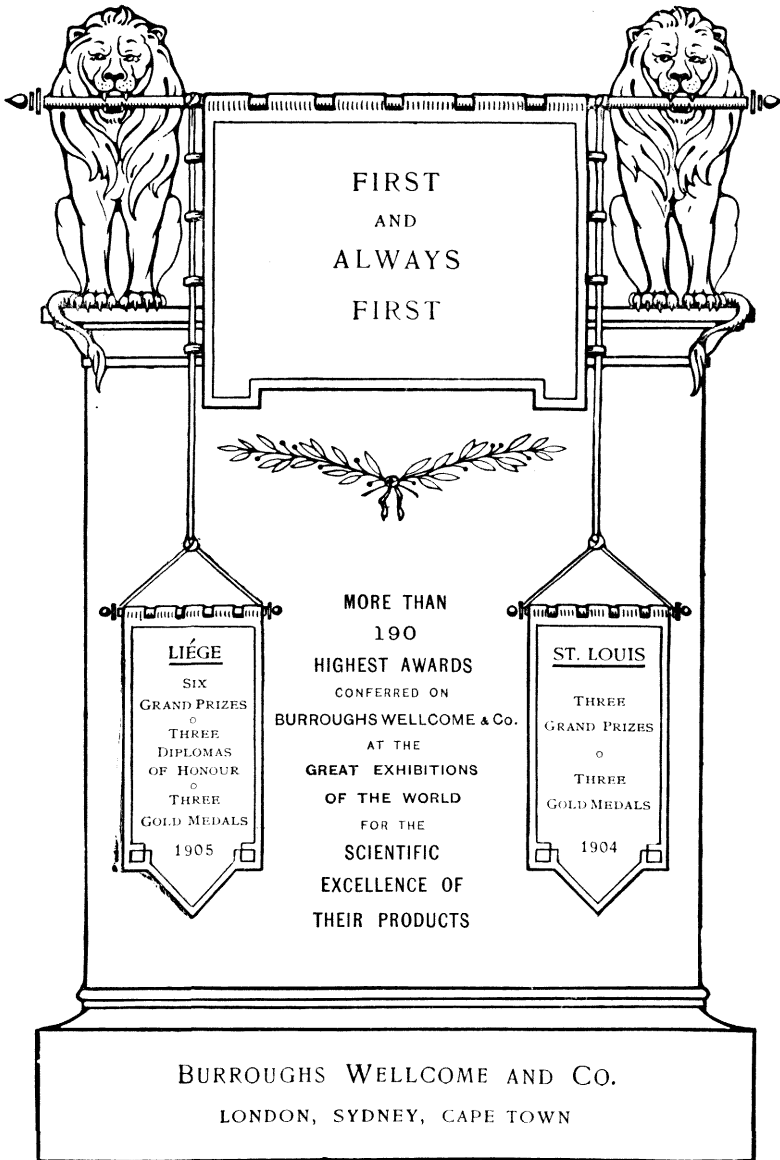 FIRST
AND
ALWAYS
FIRST
LIÉGE
SIX
GRAND PRIZES
o
THREE
DIPLOMAS
OF HONOUR
o
THREE
GOLD MEDALS
1905
MORE THAN
190
HIGHEST AWARDS
CONFERRED ON
BURROUGHS WELLCOME & Co.
AT THE
GREAT EXHIBITIONS
OF THE WORLD
FOR THE
SCIENTIFIC
EXCELLENCE OF
THEIR PRODUCTS
ST. LOUIS
THREE
GRAND PRIZES
o
THREE
GOLD MEDALS
1904
BURROUGHS WELLCOME AND CO.
LONDON, SYDNEY, CAPE TOWN